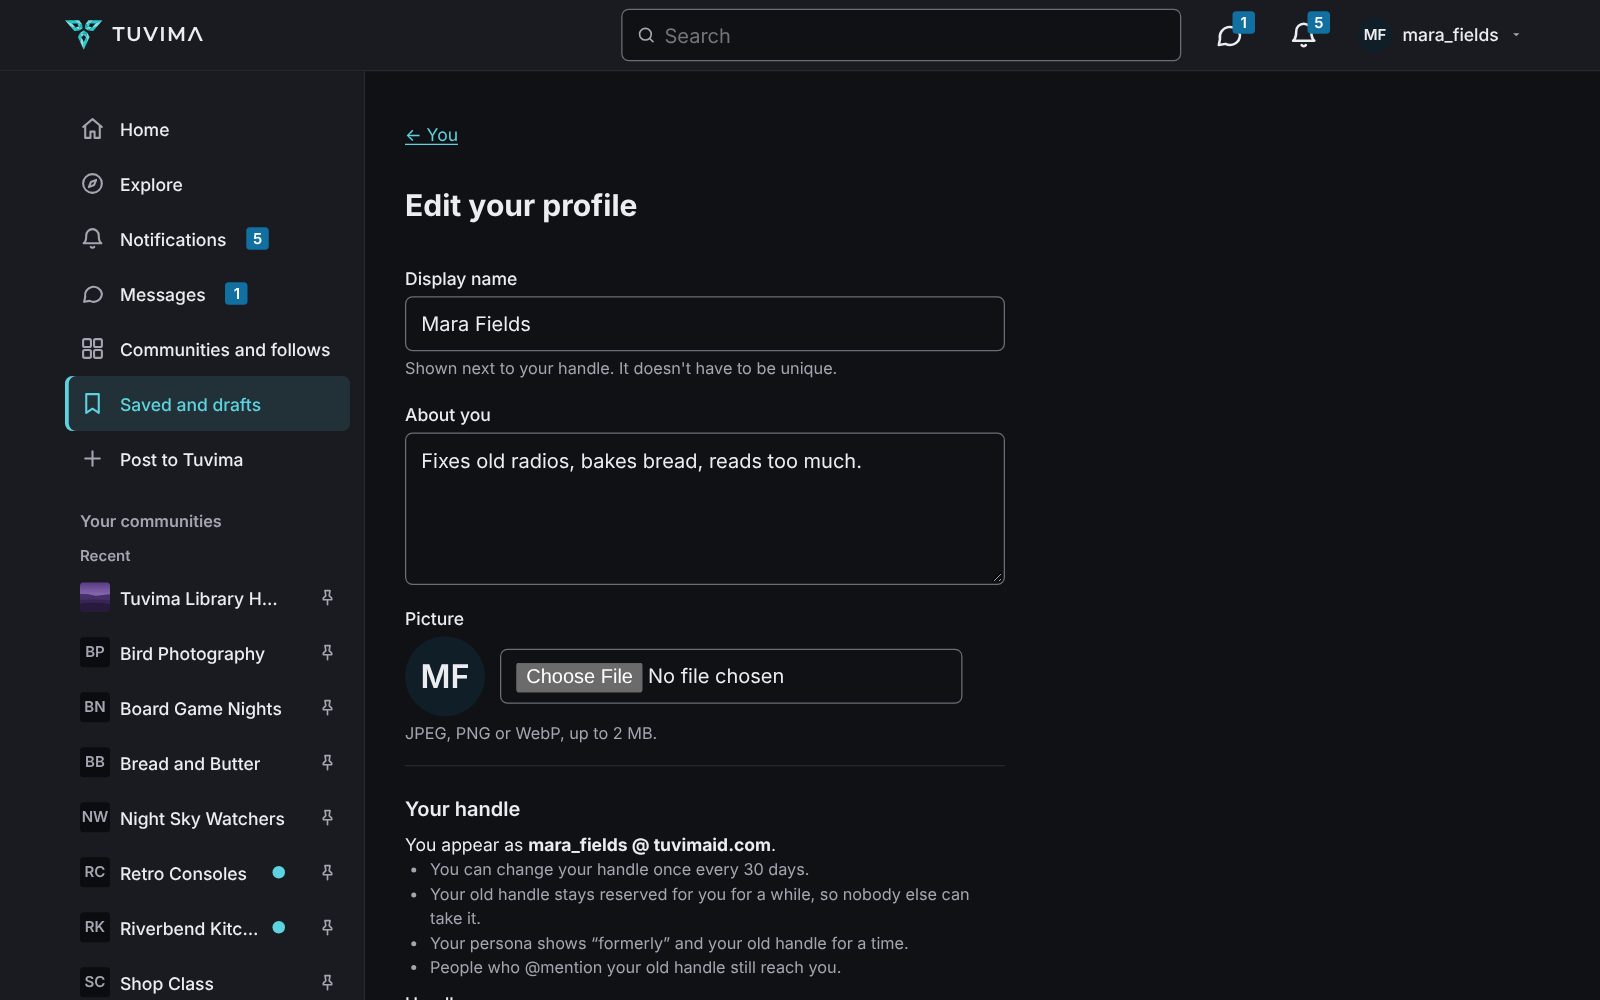 TUVIMA
Search
1
5
MF
mara_fields
Home
Explore
Notifications 5
Messages 1
Communities and follows
Saved and drafts
Post to Tuvima
Your communities
Recent
Tuvima Library H...
BP Bird Photography
BN Board Game Nights
BB Bread and Butter
NW Night Sky Watchers
RC Retro Consoles
RK Riverbend Kitc...
SC Shop Class
← You
Edit your profile
Display name
Mara Fields
Shown next to your handle. It doesn't have to be unique.
About you
Fixes old radios, bakes bread, reads too much.
Picture
MF
Choose File No file chosen
JPEG, PNG or WebP, up to 2 MB.
Your handle
You appear as mara_fields @ tuvimaid.com.
• You can change your handle once every 30 days.
• Your old handle stays reserved for you for a while, so nobody else can
take it.
• Your persona shows “formerly” and your old handle for a time.
• People who @mention your old handle still reach you.